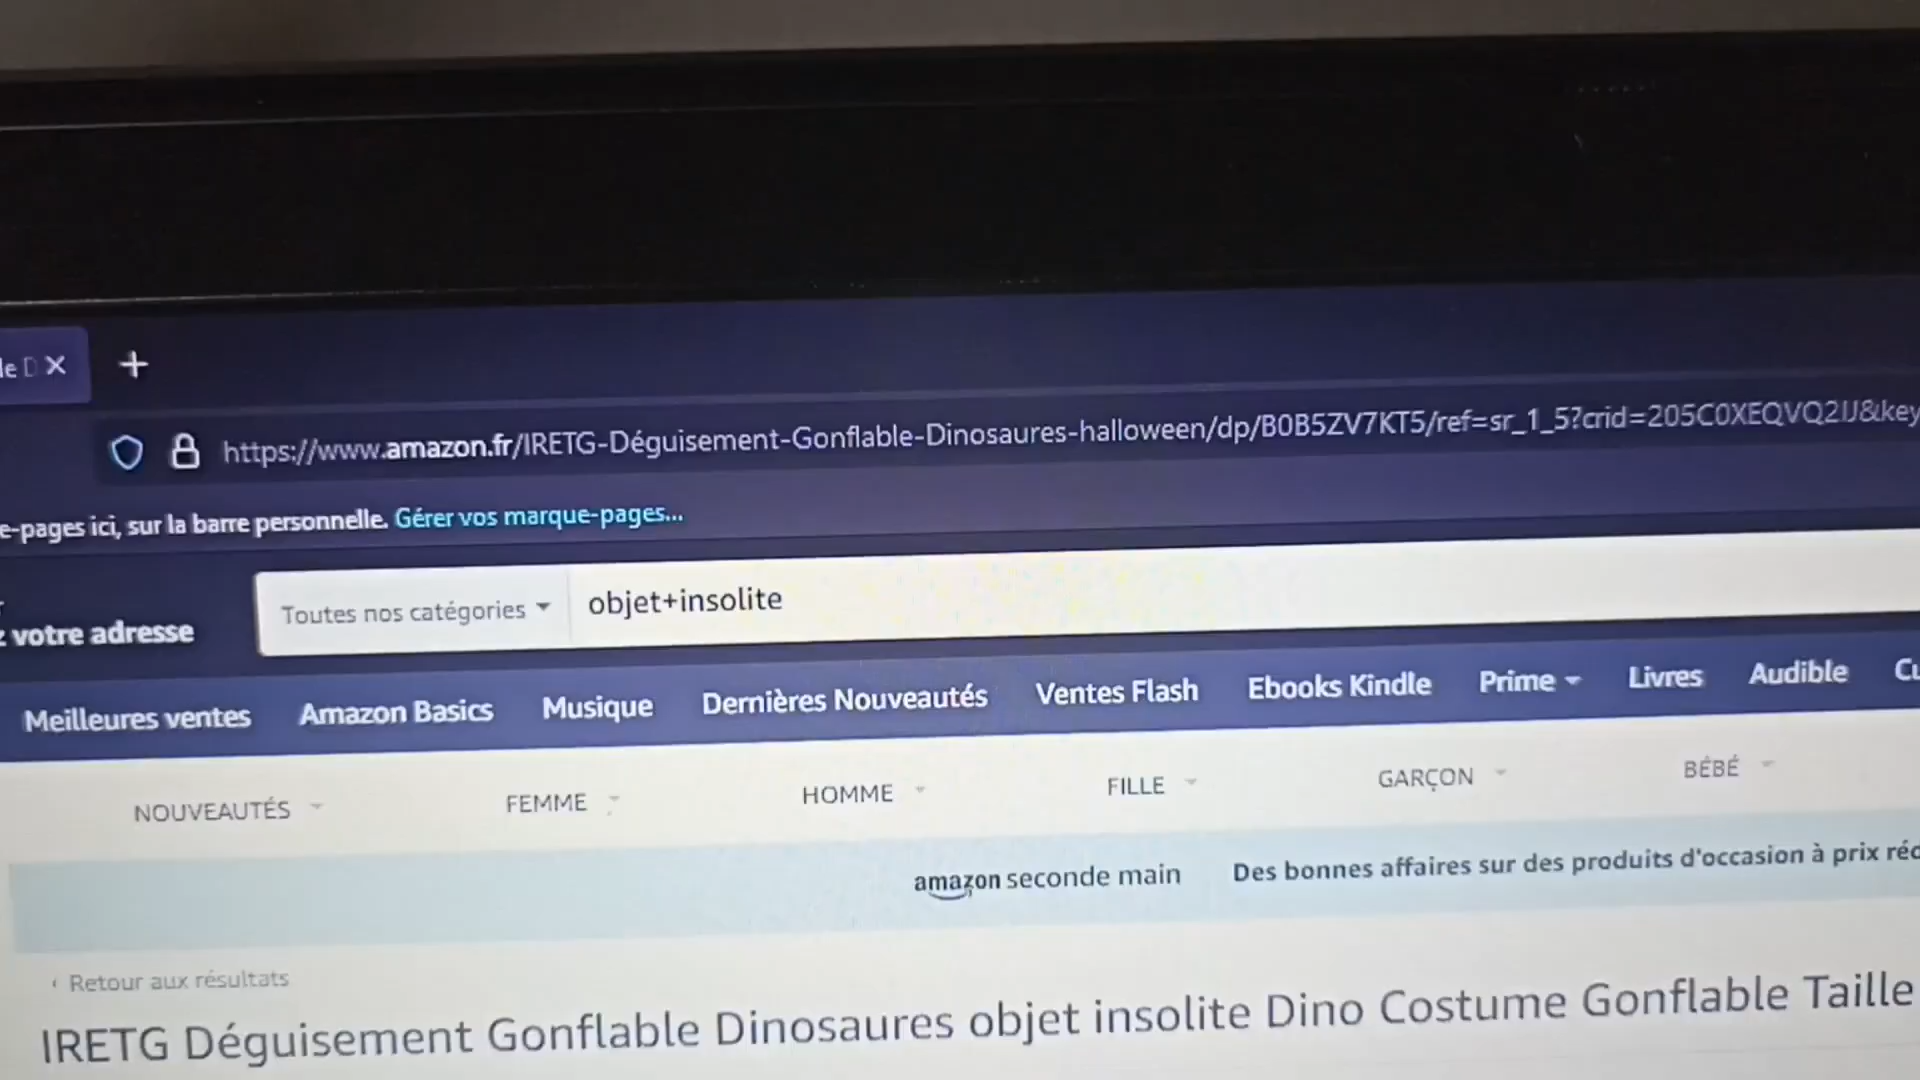 https://www.amazon.fr/IRETG-Déguisement-Gonflable-Dinosaures-halloween/dp/B0B5ZV7KT5/ref=sr_1_5?crid=205C0XEQVQ2IJ&key
e-pages ici, sur la barre personnelle. Gérer vos marque-pages...
votre adresse
Toutes nos catégories
objet+insolite
Meilleures ventes Amazon Basics Musique Dernières Nouveautés Ventes Flash Ebooks Kindle Prime Livres Audible
NOUVEAUTÉS FEMME HOMME FILLE GARÇON BÉBÉ
amazon seconde main Des bonnes affaires sur des produits d'occasion à prix
Retour aux résultats
IRETG Déguisement Gonflable Dinosaures objet insolite Dino Costume Gonflable Taille